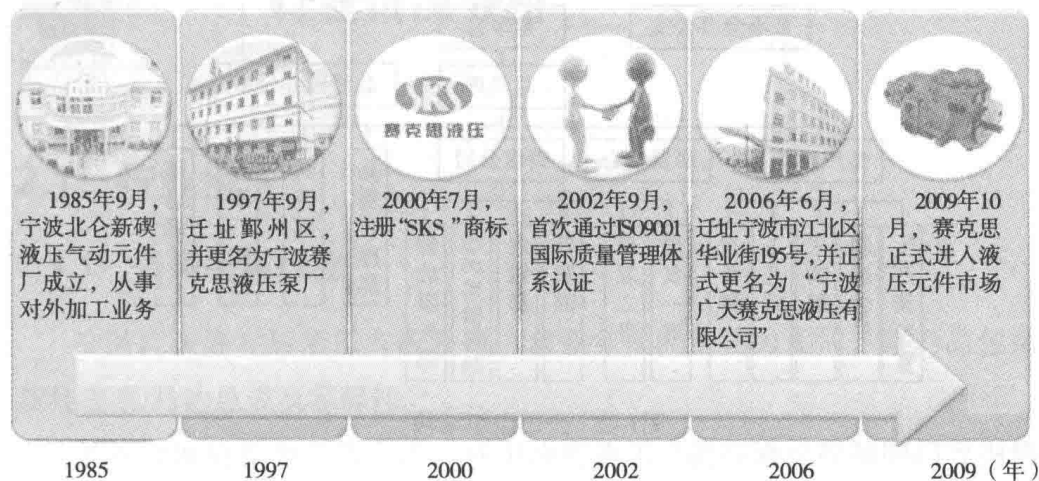 SKS
赛克思液压
1985年9月，
宁波北仑新碶
液压气动元件
厂成立，从事
对外加工业务
1997年9月，
迁址鄞州区，
并更名为宁波赛
克思液压泵厂
2000年7月，
注册“SKS ”商标
2002年9月，
首次通过ISO9001
国际质量管理体
系认证
2006年6月，
迁址宁波市江北区
华业街195号，并正
式更名为 “宁波
广天赛克思液压有
限公司”
2009年10
月，赛克思
正式进入液
压元件市场
1985
1997
2000
2002
2006
2009（年）